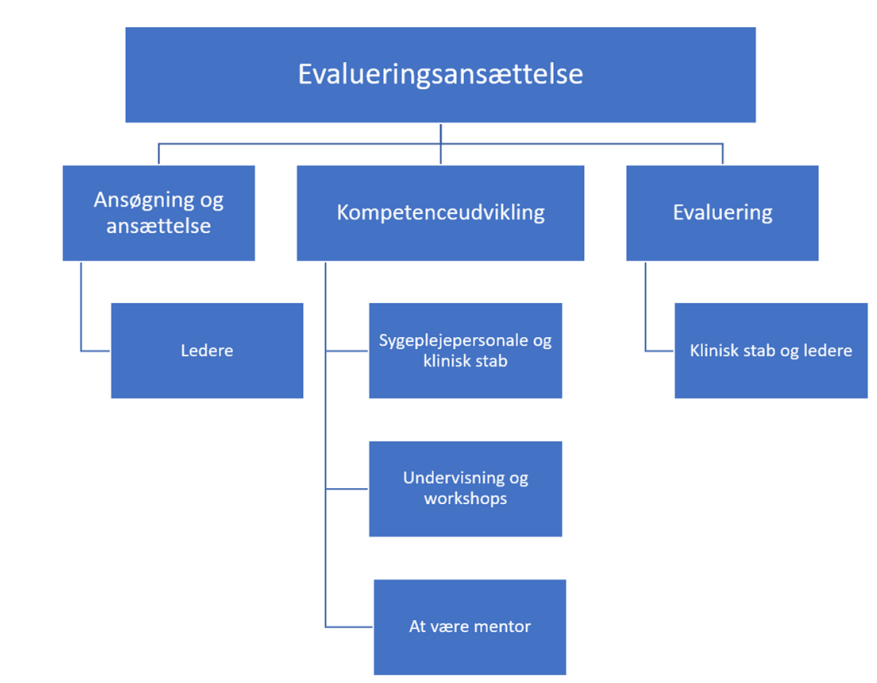 Evalueringsansættelse
Ansøgning og
ansættelse
Kompetenceudvikling
Evaluering
Ledere
Sygeplejepersonale og
klinisk stab
Klinisk stab og ledere
Undervisning og
workshops
At være mentor